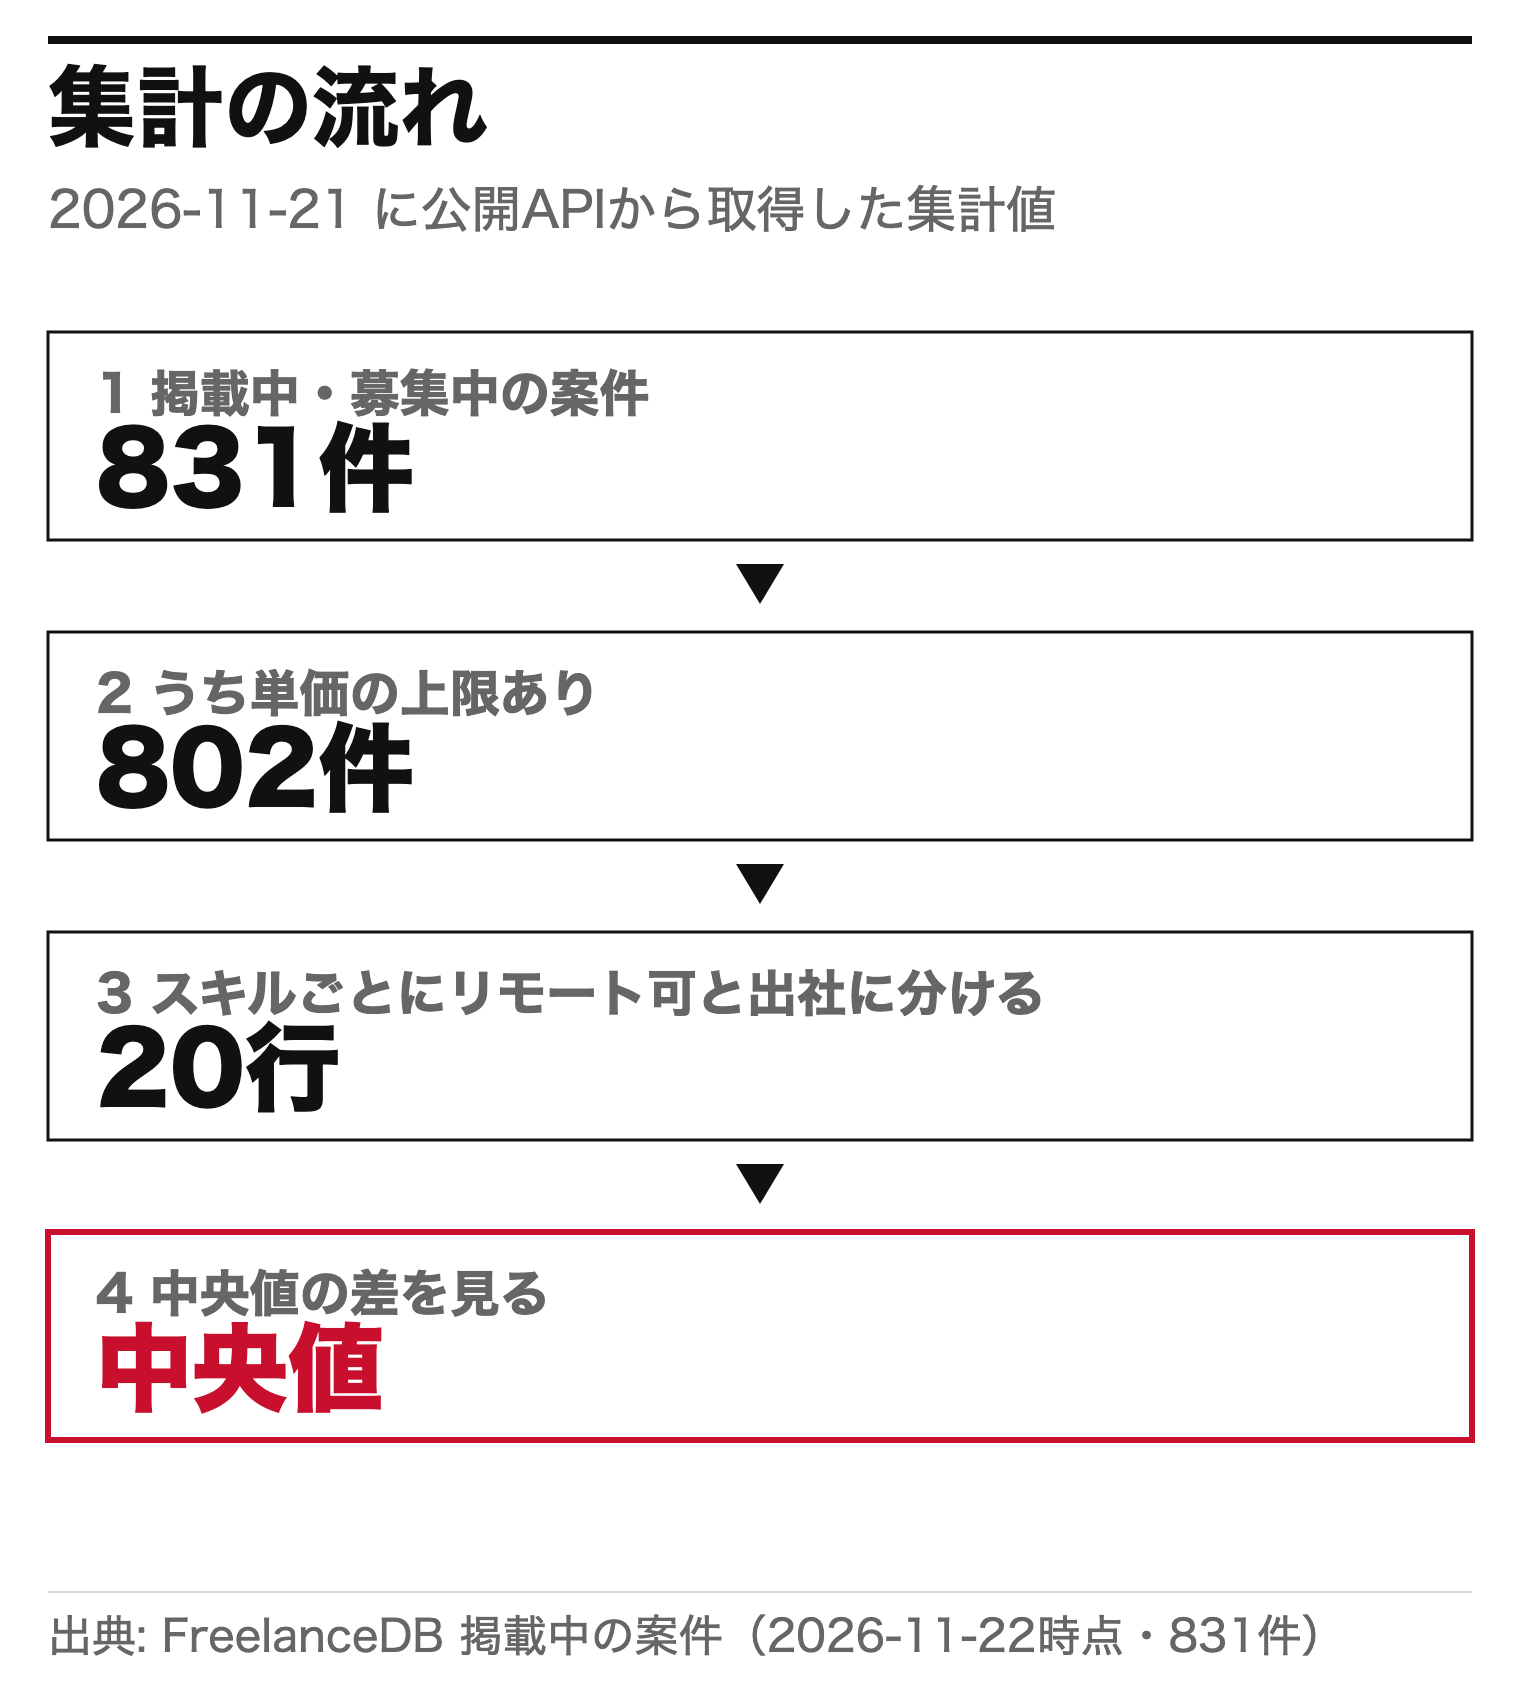 集計の流れ
2026-11-21 に公開APIから取得した集計値
1 掲載中・募集中の案件
831件
▼
2 うち単価の上限あり
802件
▼
3 スキルごとにリモート可と出社に分ける
20行
▼
4 中央値の差を見る
中央値
出典: FreelanceDB 掲載中の案件（2026-11-22時点・831件）